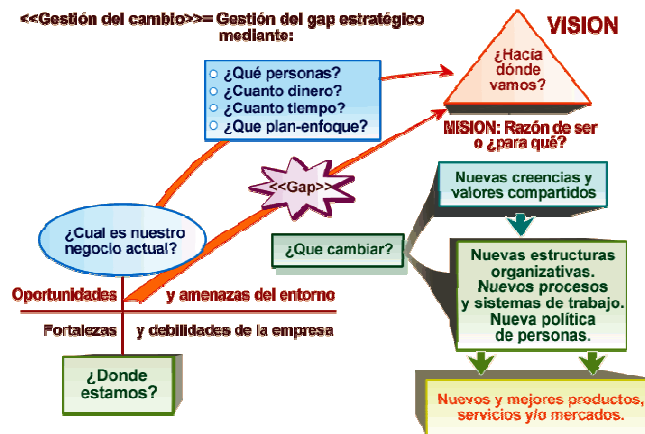 <<Gestión del cambio>>= Gestión del gap estratégico
mediante:
VISION
¿Hacía
dónde
vamos?
¿Qué personas?
¿Cuanto dinero?
¿Cuanto tiempo?
¿Que plan-enfoque?
MISION: Razón de ser
o ¿para qué?
<<Gap>>
Nuevas creencias y
valores compartidos
¿Cual es nuestro
negocio actual?
¿Que cambiar?
Nuevas estructuras
organizativas.
Nuevos procesos
y sistemas de trabajo.
Nueva política
de personas.
Oportunidades y amenazas del entorno
Fortalezas y debilidades de la empresa
¿Donde
estamos?
Nuevos y mejores productos,
servicios y/o mercados.